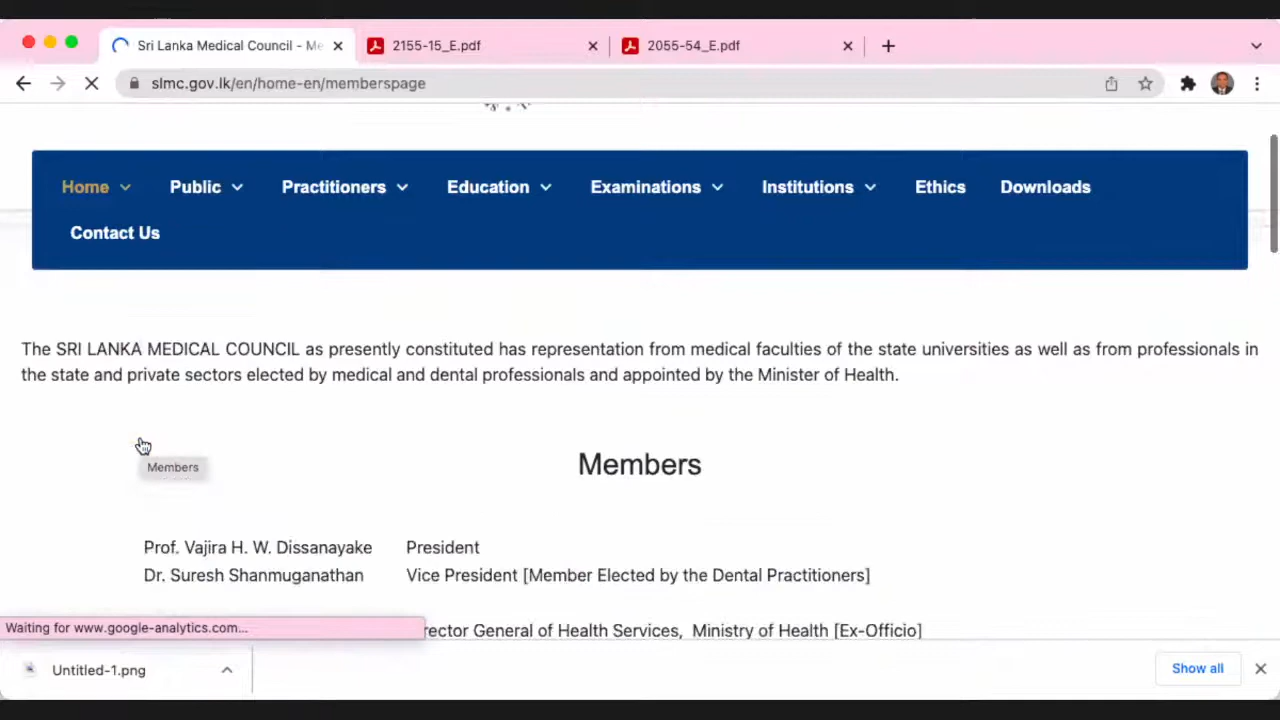 Sri Lanka Medical Council - Me
2155-15_E.pdf
2055-54_E.pdf
slmc.gov.lk/en/home-en/memberspage
Home Public Practitioners Education Examinations Institutions Ethics Downloads
Contact Us
The SRI LANKA MEDICAL COUNCIL as presently constituted has representation from medical faculties of the state universities as well as from professionals in
the state and private sectors elected by medical and dental professionals and appointed by the Minister of Health.
Members
Members
Prof. Vajira H. W. Dissanayake President
Dr. Suresh Shanmuganathan Vice President [Member Elected by the Dental Practitioners]
Waiting for www.google-analytics.com...
rector General of Health Services, Ministry of Health [Ex-Officio]
Untitled-1.png
Show all